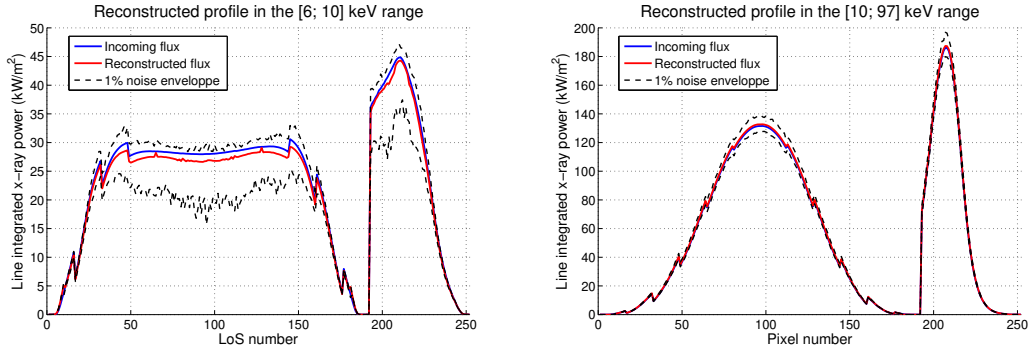 Reconstructed profile in the [6; 10] keV range
Line integrated x-ray power (kW/m²)
50
45
40
35
30
25
20
15
10
5
0
Incoming flux
Reconstructed flux
1% noise enveloppe
0 50 100 150 200 250
LoS number
Reconstructed profile in the [10; 97] keV range
Line integrated x-ray power (kW/m²)
200
180
160
140
120
100
80
60
40
20
0
Incoming flux
Reconstructed flux
1% noise enveloppe
0 50 100 150 200 250
Pixel number